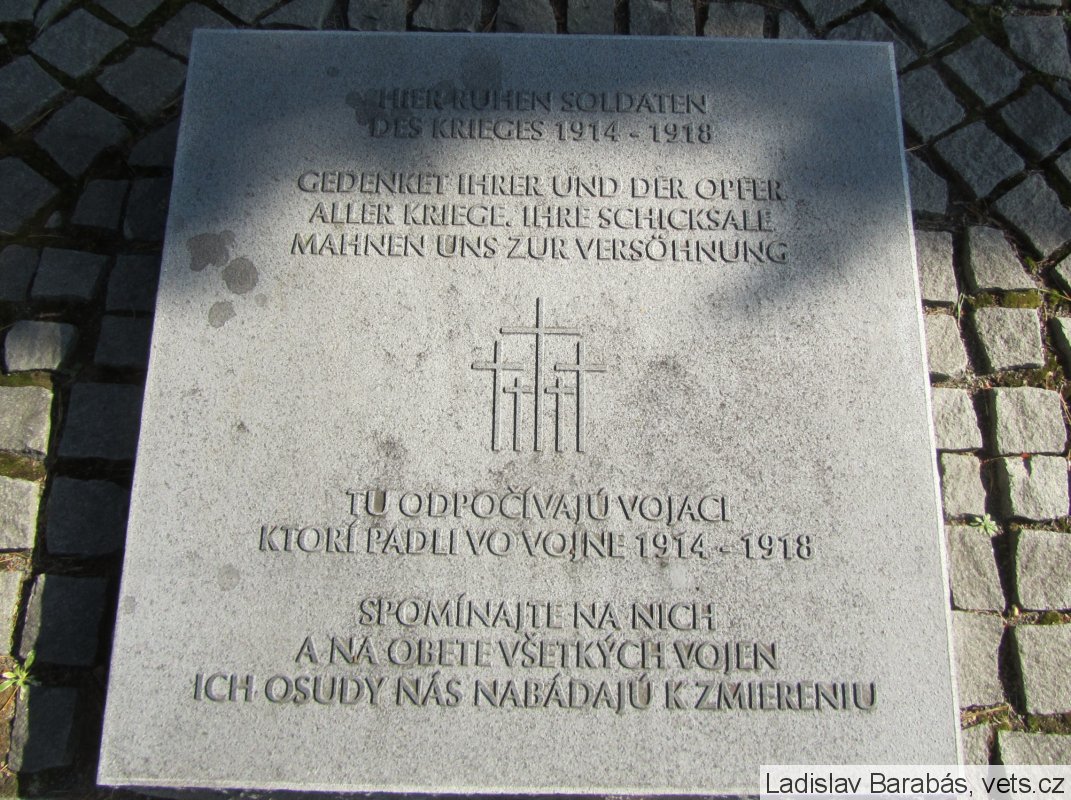 HIER RUHEN SOLDATEN
DES KRIEGES 1914 - 1918
GEDENKET IHRER UND DER OPFER
ALLER KRIEGE. IHRE SCHICKSALE
MAHNEN UNS ZUR VERSÖHNUNG
TU ODPOČÍVAJÚ VOJACI
KTORÍ PADLI VO VOJNE 1914 - 1918
SPOMÍNAJTE NA NICH
A NA OBETE VŠETKÝCH VOJEN
ICH OSUDY NÁS NABÁDAJÚ K ZMIERENIU
Ladislav Barabás, vets.cz